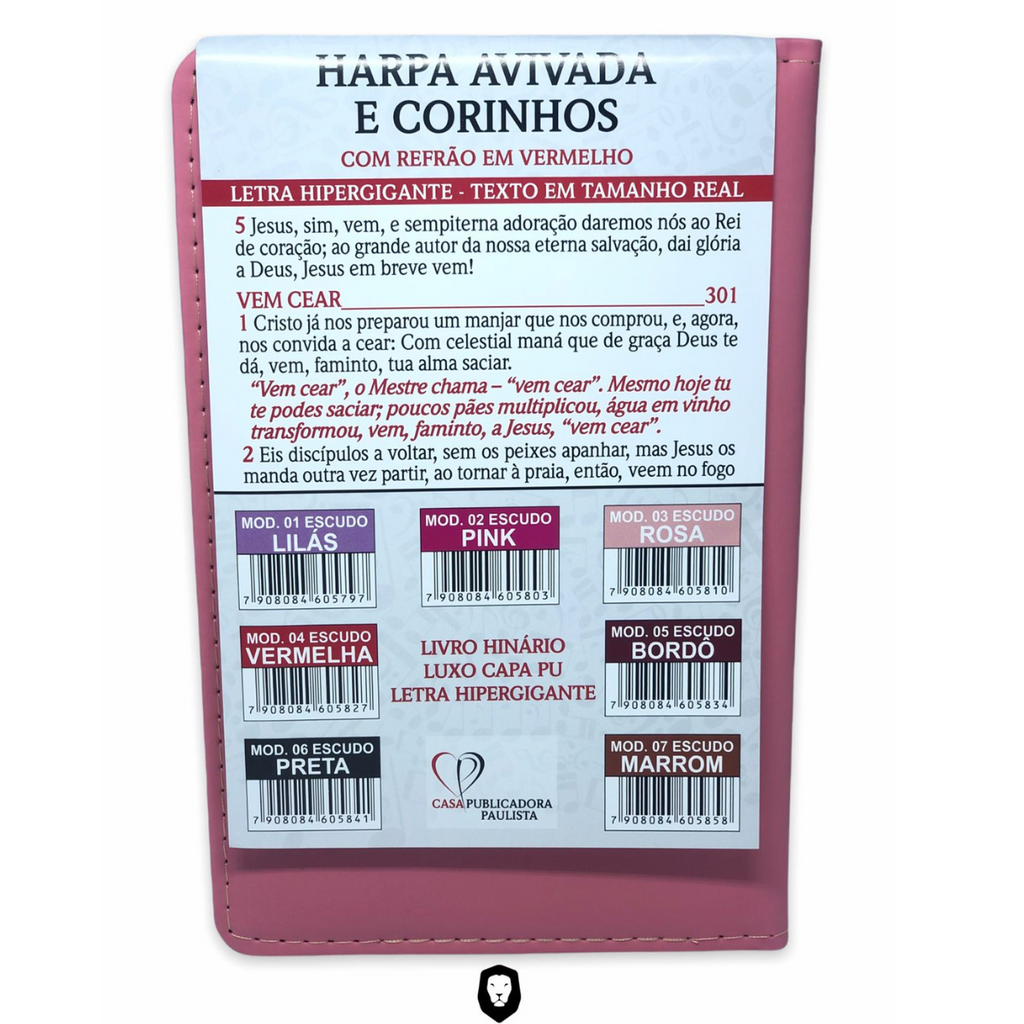 HARPA AVIVADA
E CORINHOS
COM REFRÃO EM VERMELHO
LETRA HIPERGIGANTE - TEXTO EM TAMANHO REAL
5 Jesus, sim, vem, e sempiterna adoração daremos nós ao Rei
de coração; ao grande autor da nossa eterna salvação, dai glória
a Deus, Jesus em breve vem!
VEM CEAR 301
1 Cristo já nos preparou um manjar que nos comprou, e, agora,
nos convida a cear: Com celestial maná que de graça Deus te
dá, vem, faminto, tua alma saciar.
“Vem cear”, o Mestre chama – “vem cear”. Mesmo hoje tu
te podes saciar; poucos pães multiplicou, água em vinho
transformou, vem, faminto, a Jesus, “vem cear”.
2 Eis discípulos a voltar, sem os peixes apanhar, mas Jesus os
manda outra vez partir, ao tornar à praia, então, veem no fogo
MOD. 01 ESCUDO
LILÁS
7 908084 605797
MOD. 02 ESCUDO
PINK
7 908084 605803
MOD. 03 ESCUDO
ROSA
7 908084 605810
MOD. 04 ESCUDO
VERMELHA
7 908084 605827
LIVRO HINÁRIO
LUXO CAPA PU
LETRA HIPERGIGANTE
MOD. 05 ESCUDO
BORDÔ
7 908084 605834
MOD. 06 ESCUDO
PRETA
7 908084 605841
CASA PUBLICADORA
PAULISTA
MOD. 07 ESCUDO
MARROM
7 908084 605858